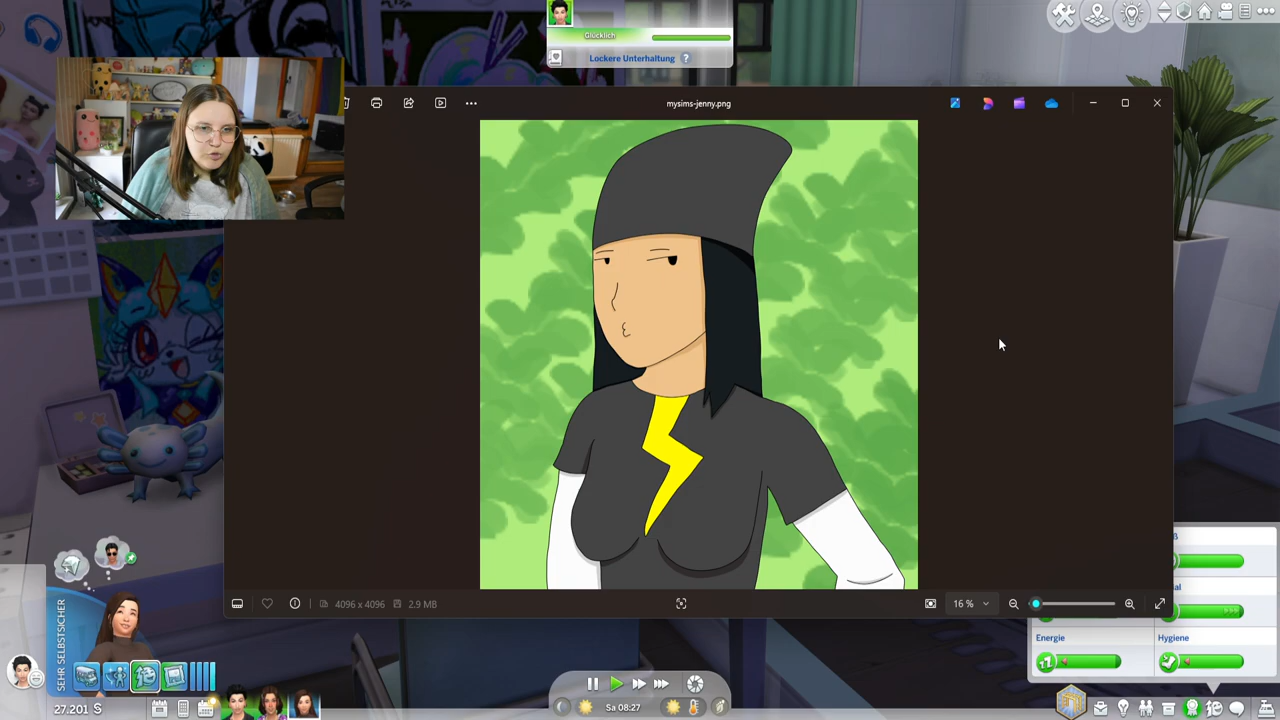 Glücklich
Lockere Unterhaltung ?
mysims-jenny.png
4096 x 4096
2.9 MB
16 %
SEHR SELBSTSICHER
Energie
Hygiene
27.201 $
Sa 08:27